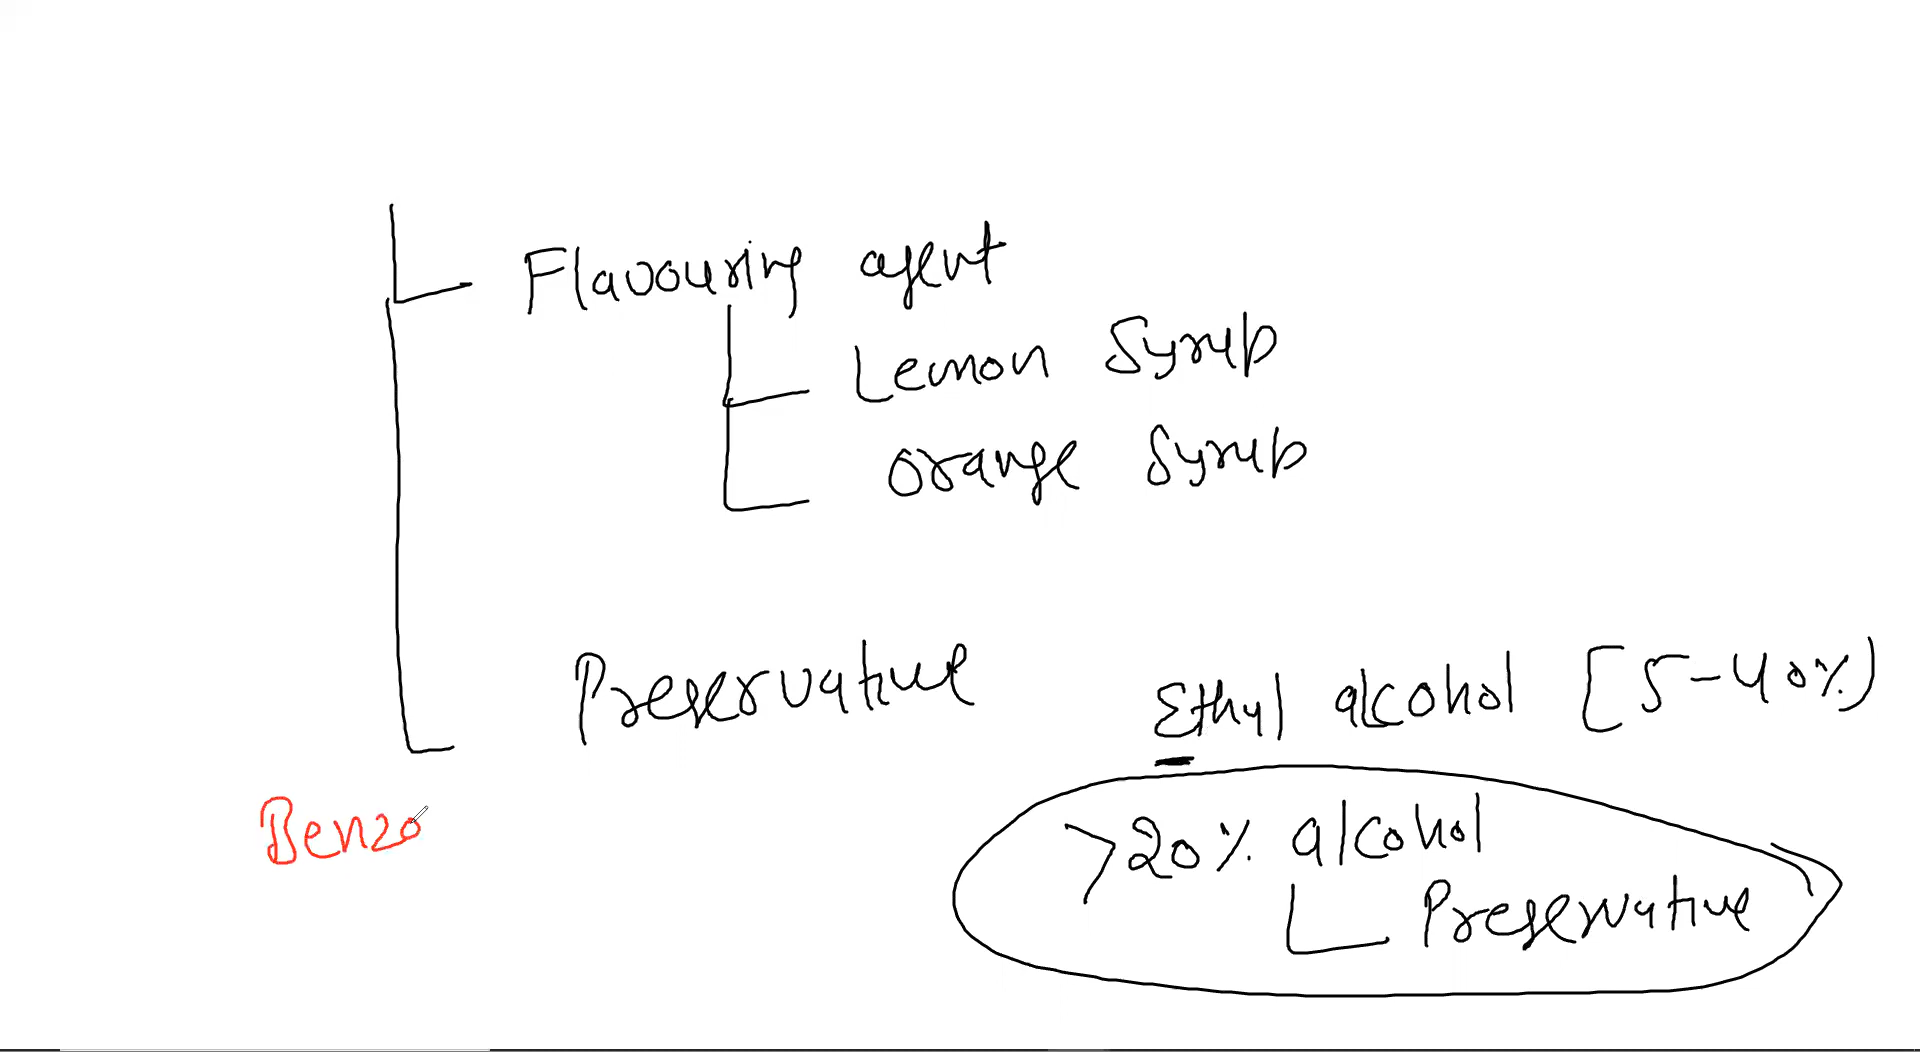 Flavouring agent
Lemon Syrup
Orange Syrup
Preservative
Ethyl alcohol [5-40%)
>20% alcohol
Preservative
Benzo